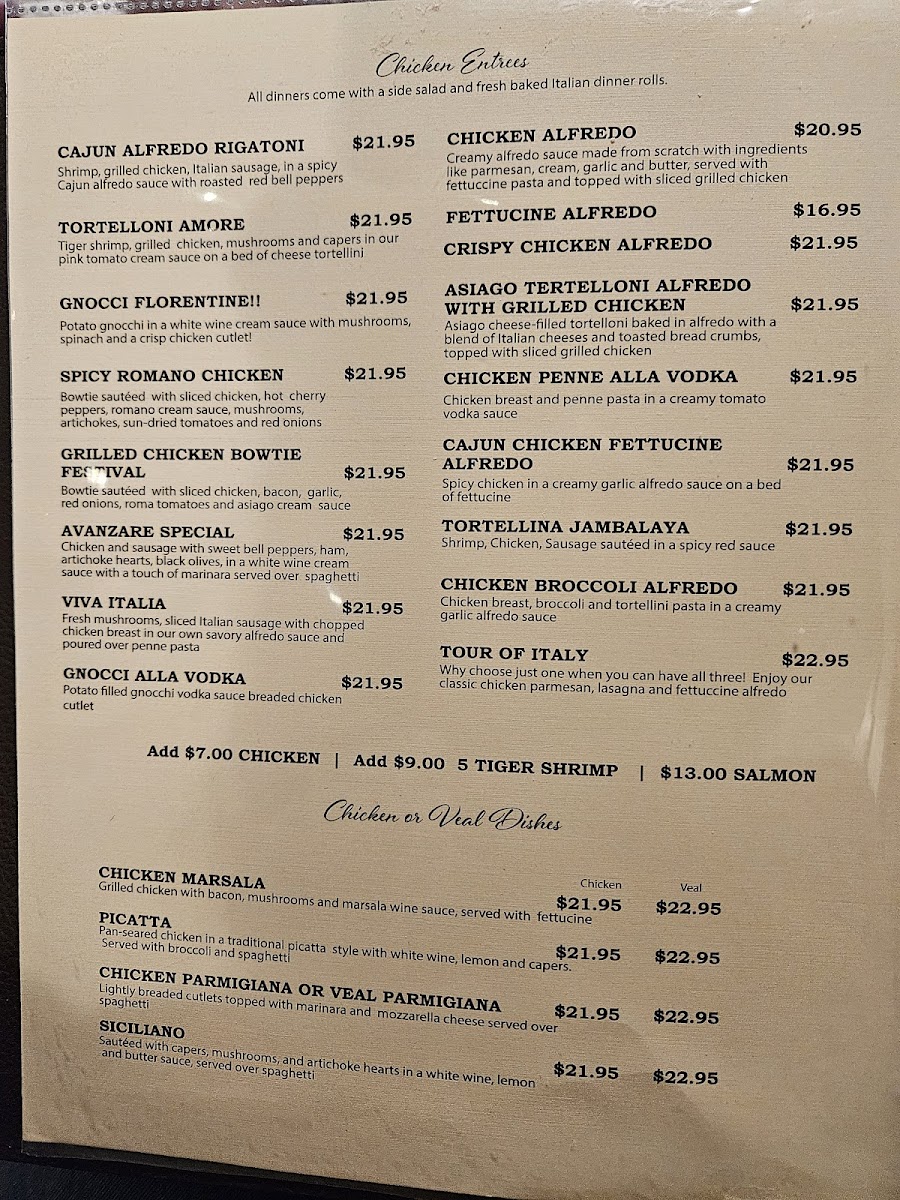 Chicken Entrees
All dinners come with a side salad and fresh baked Italian dinner rolls.
CAJUN ALFREDO RIGATONI $21.95
Shrimp, grilled chicken, Italian sausage, in a spicy
Cajun alfredo sauce with roasted red bell peppers
TORTELLONI AMORE $21.95
Tiger shrimp, grilled chicken, mushrooms and capers in our
pink tomato cream sauce on a bed of cheese tortellini
GNOCCI FLORENTINE!! $21.95
Potato gnocchi in a white wine cream sauce with mushrooms,
spinach and a crisp chicken cutlet!
SPICY ROMANO CHICKEN $21.95
Bowtie sautéed with sliced chicken, hot cherry
peppers, romano cream sauce, mushrooms,
artichokes, sun-dried tomatoes and red onions
GRILLED CHICKEN BOWTIE
FESTIVAL $21.95
Bowtie sautéed with sliced chicken, bacon, garlic,
red onions, roma tomatoes and asiago cream sauce
AVANZARE SPECIAL $21.95
Chicken and sausage with sweet bell peppers, ham,
artichoke hearts, black olives, in a white wine cream
sauce with a touch of marinara served over spaghetti
VIVA ITALIA $21.95
Fresh mushrooms, sliced Italian sausage with chopped
chicken breast in our own savory alfredo sauce and
poured over penne pasta
GNOCCI ALLA VODKA $21.95
Potato filled gnocchi vodka sauce breaded chicken
cutlet
CHICKEN ALFREDO $20.95
Creamy alfredo sauce made from scratch with ingredients
like parmesan, cream, garlic and butter, served with
fettuccine pasta and topped with sliced grilled chicken
FETTUCINE ALFREDO $16.95
CRISPY CHICKEN ALFREDO $21.95
ASIAGO TERTELLONI ALFREDO
WITH GRILLED CHICKEN $21.95
Asiago cheese-filled tortelloni baked in alfredo with a
blend of Italian cheeses and toasted bread crumbs,
topped with sliced grilled chicken
CHICKEN PENNE ALLA VODKA $21.95
Chicken breast and penne pasta in a creamy tomato
vodka sauce
CAJUN CHICKEN FETTUCINE
ALFREDO $21.95
Spicy chicken in a creamy garlic alfredo sauce on a bed
of fettucine
TORTELLINA JAMBALAYA $21.95
Shrimp, Chicken, Sausage sautéed in a spicy red sauce
CHICKEN BROCCOLI ALFREDO $21.95
Chicken breast, broccoli and tortellini pasta in a creamy
garlic alfredo sauce
TOUR OF ITALY $22.95
Why choose just one when you can have all three! Enjoy our
classic chicken parmesan, lasagna and fettuccine alfredo
Add $7.00 CHICKEN | Add $9.00 5 TIGER SHRIMP | $13.00 SALMON
Chicken or Veal Dishes
Chicken Veal
CHICKEN MARSALA $21.95 $22.95
Grilled chicken with bacon, mushrooms and marsala wine sauce, served with fettucine
PICATTA $21.95 $22.95
Pan-seared chicken in a traditional picatta style with white wine, lemon and capers.
Served with broccoli and spaghetti
CHICKEN PARMIGIANA OR VEAL PARMIGIANA $21.95 $22.95
Lightly breaded cutlets topped with marinara and mozzarella cheese served over
spaghetti
SICILIANO $21.95 $22.95
Sautéed with capers, mushrooms, and artichoke hearts in a white wine, lemon
and butter sauce, served over spaghetti